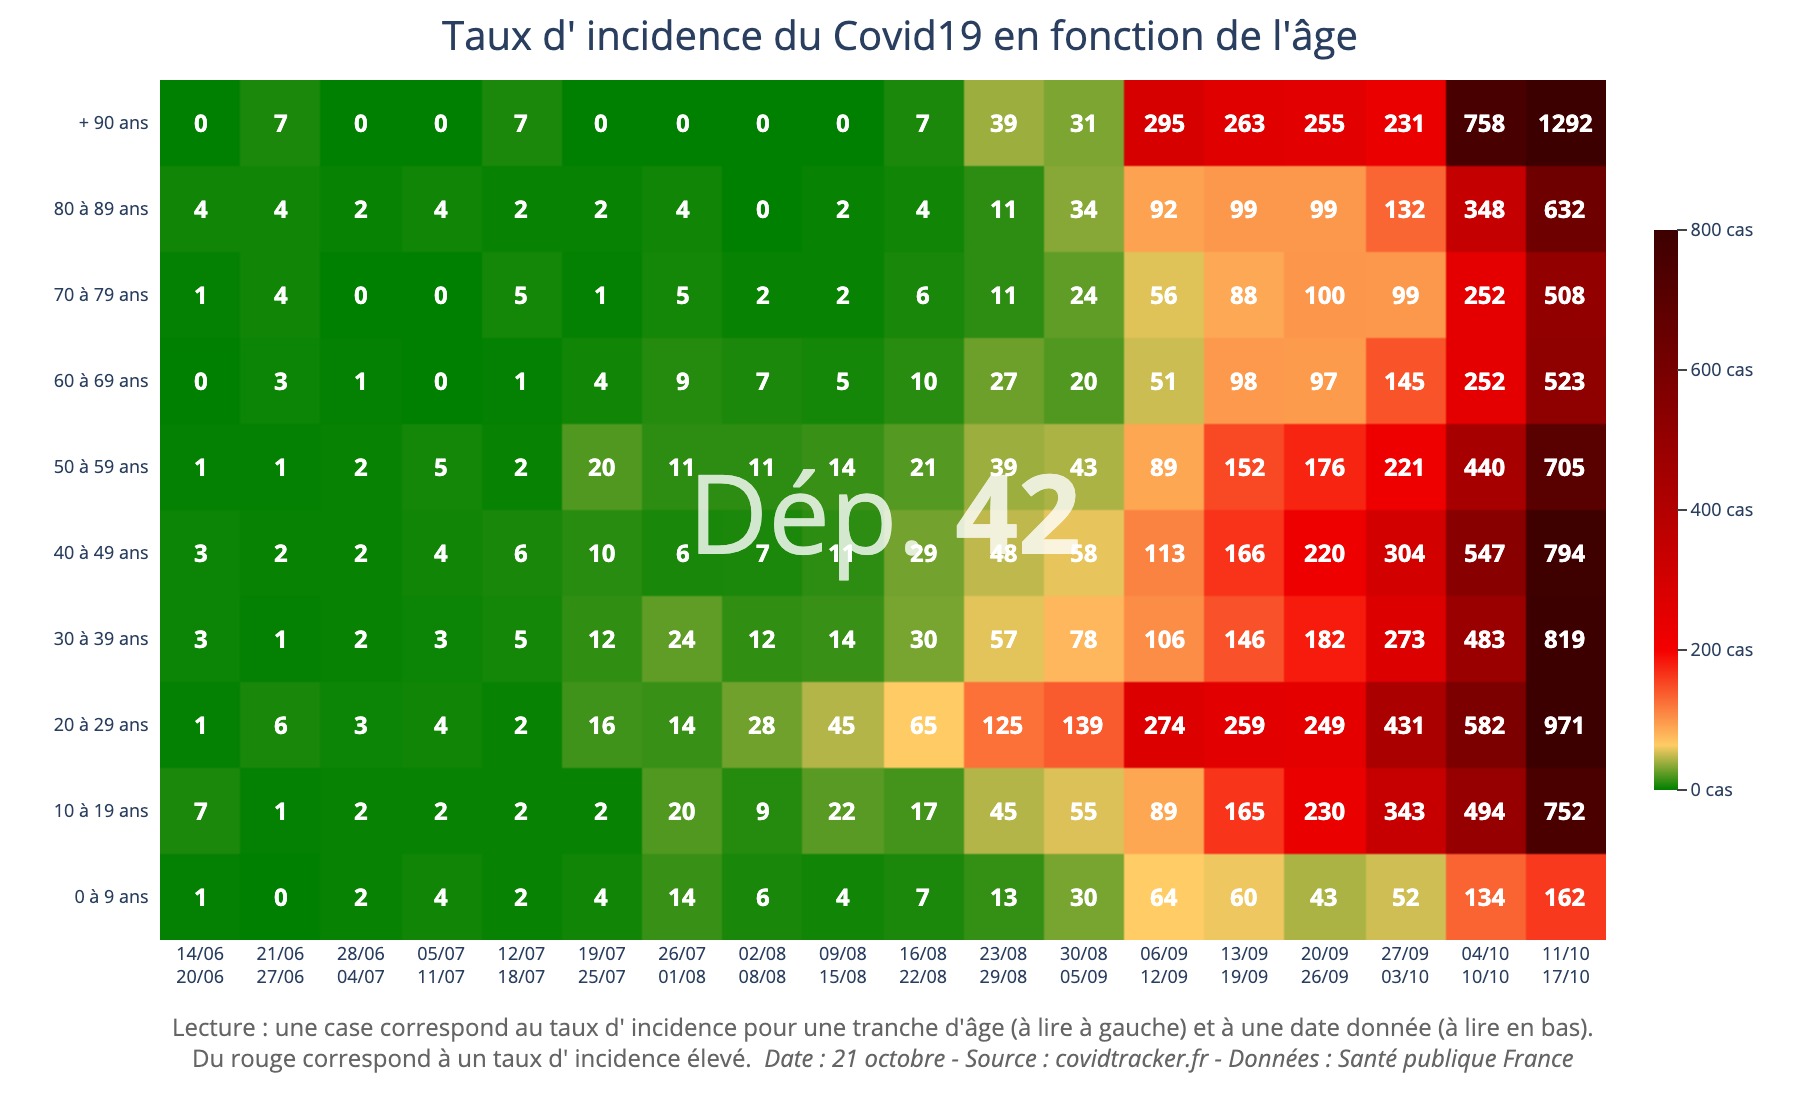 Taux d' incidence du Covid19 en fonction de l'âge
+ 90 ans 0 7 0 0 7 0 0 0 0 7 39 31 295 263 255 231 758 1292
80 à 89 ans 4 4 2 4 2 2 4 0 2 4 11 34 92 99 99 132 348 632
70 à 79 ans 1 4 0 0 5 1 5 2 2 6 11 24 56 88 100 99 252 508
60 à 69 ans 0 3 1 0 1 4 9 7 5 10 27 20 51 98 97 145 252 523
50 à 59 ans 1 1 2 5 2 20 11 11 14 21 39 43 89 152 176 221 440 705
Dép. 42
40 à 49 ans 3 2 2 4 6 10 6 7 11 29 48 58 113 166 220 304 547 794
30 à 39 ans 3 1 2 3 5 12 24 12 14 30 57 78 106 146 182 273 483 819
20 à 29 ans 1 6 3 4 2 16 14 28 45 65 125 139 274 259 249 431 582 971
10 à 19 ans 7 1 2 2 2 2 20 9 22 17 45 55 89 165 230 343 494 752
0 à 9 ans 1 0 2 4 2 4 14 6 4 7 13 30 64 60 43 52 134 162
14/06 21/06 28/06 05/07 12/07 19/07 26/07 02/08 09/08 16/08 23/08 30/08 06/09 13/09 20/09 27/09 04/10 11/10
20/06 27/06 04/07 11/07 18/07 25/07 01/08 08/08 15/08 22/08 29/08 05/09 12/09 19/09 26/09 03/10 10/10 17/10
800 cas
600 cas
400 cas
200 cas
0 cas
Lecture : une case correspond au taux d' incidence pour une tranche d'âge (à lire à gauche) et à une date donnée (à lire en bas).
Du rouge correspond à un taux d' incidence élevé. Date : 21 octobre - Source : covidtracker.fr - Données : Santé publique France